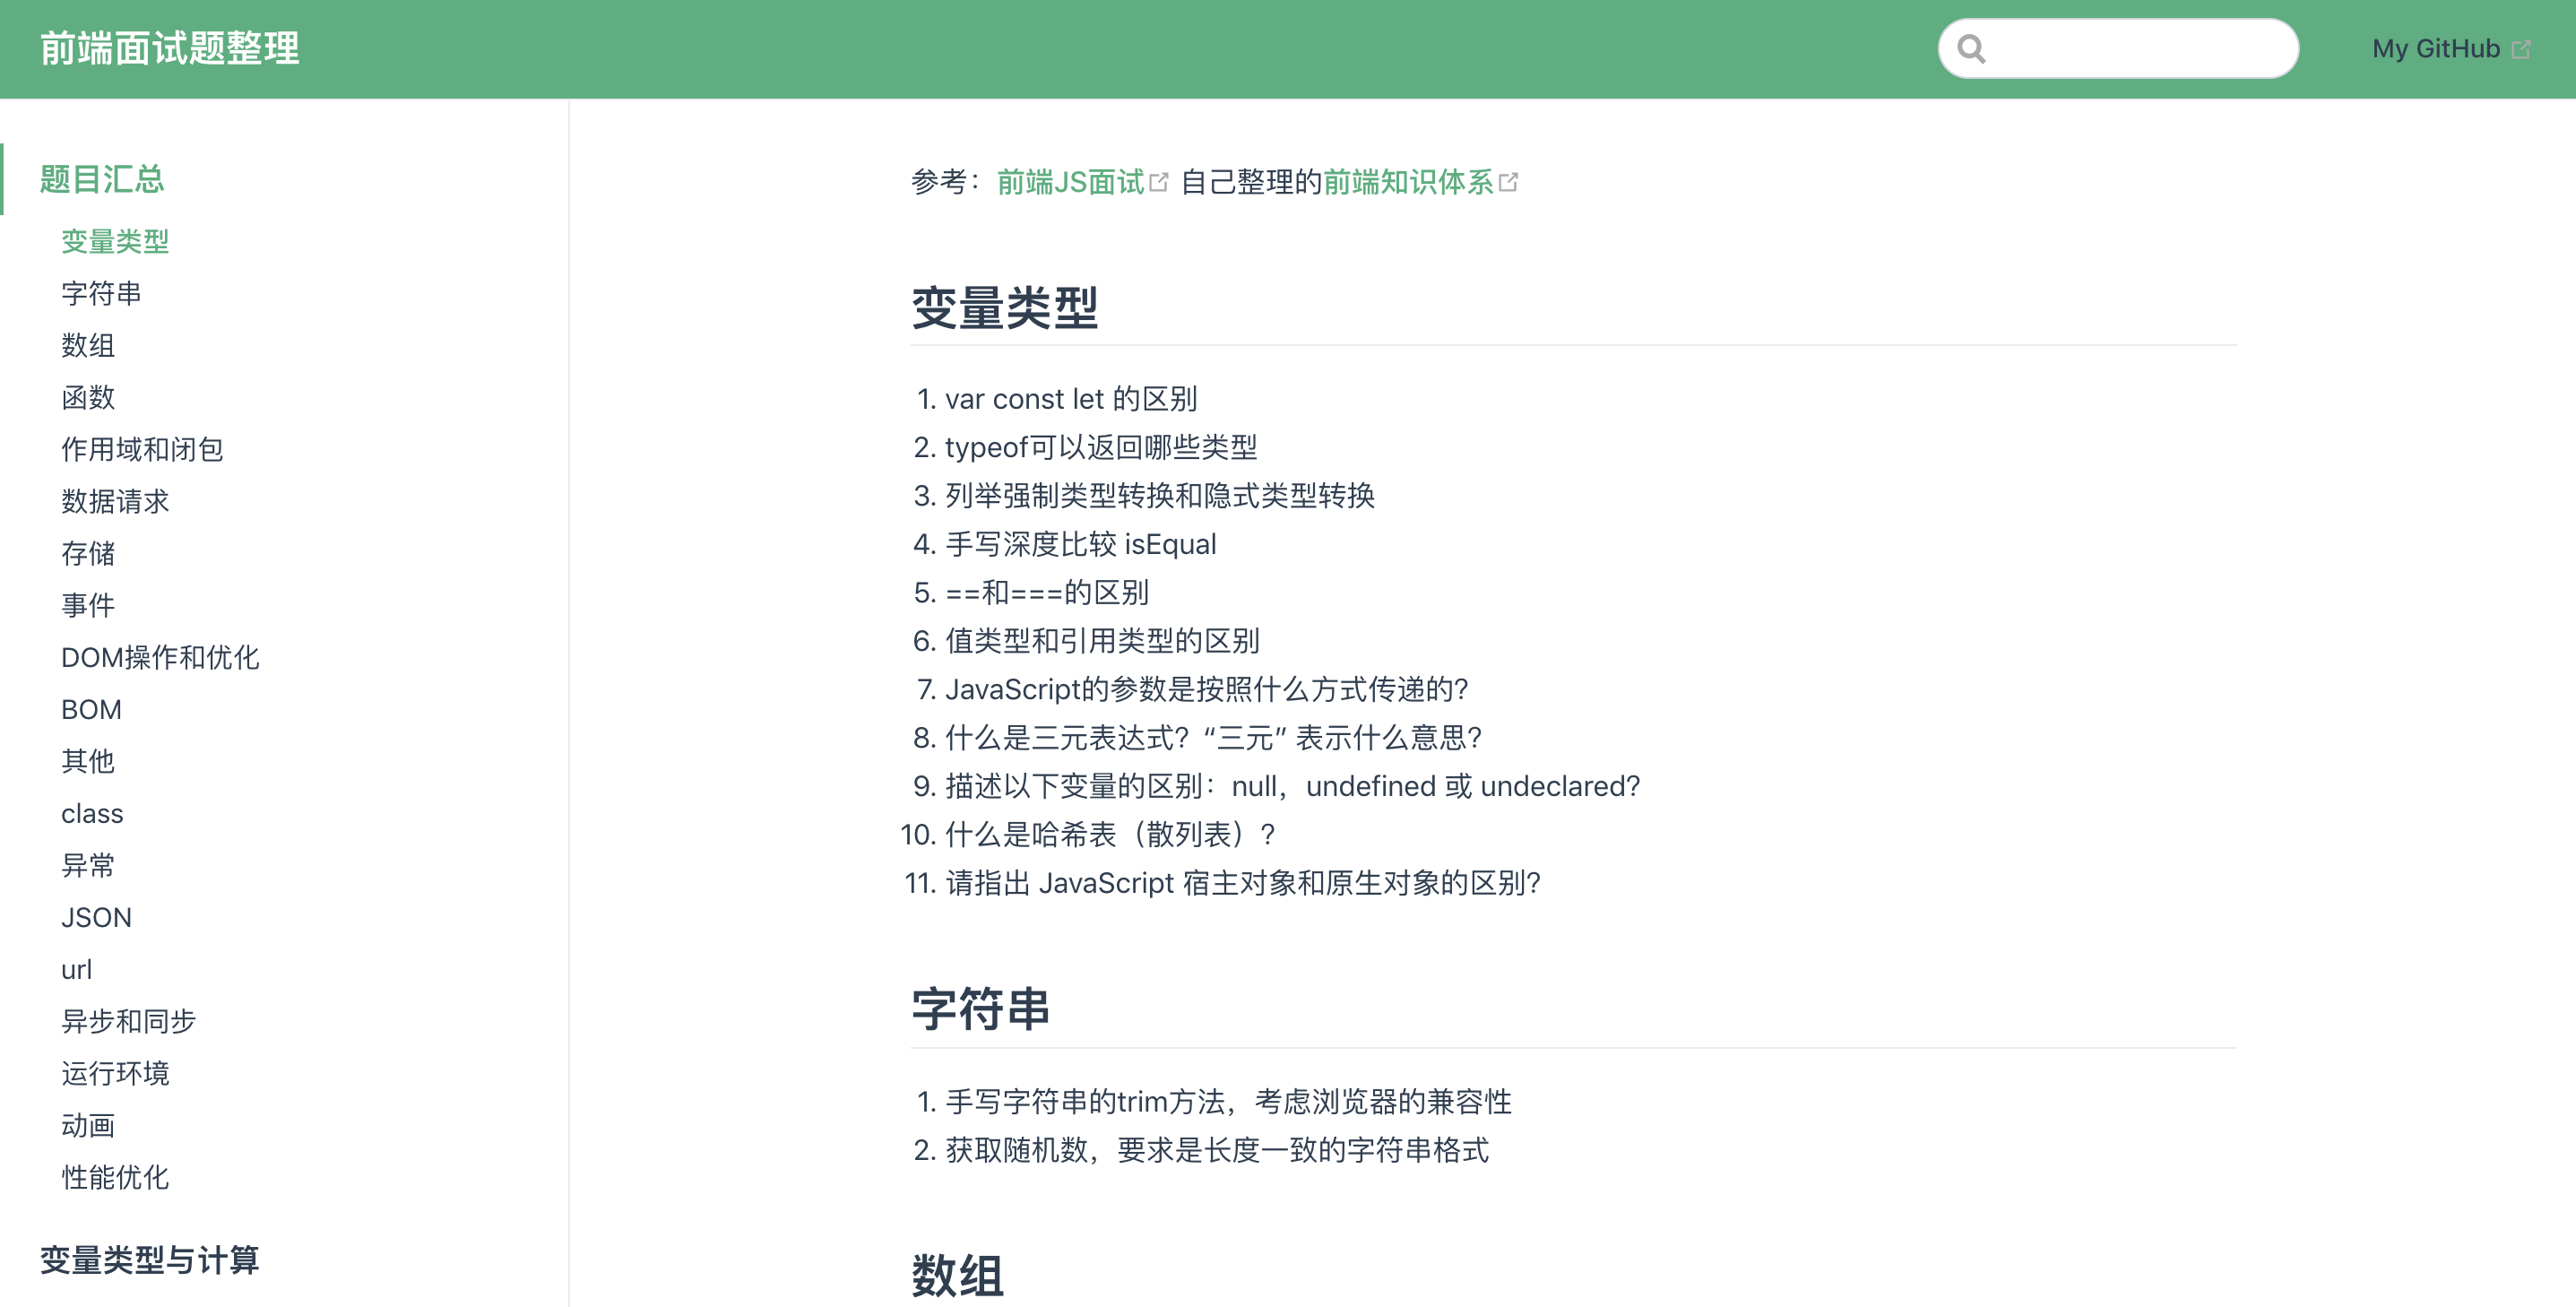 前端面试题整理
My GitHub
题目汇总
变量类型
字符串
数组
函数
作用域和闭包
数据请求
存储
事件
DOM操作和优化
BOM
其他
class
异常
JSON
url
异步和同步
运行环境
动画
性能优化
变量类型与计算
参考：前端JS面试 自己整理的前端知识体系
变量类型
1. var const let 的区别
2. typeof可以返回哪些类型
3. 列举强制类型转换和隐式类型转换
4. 手写深度比较 isEqual
5. ==和===的区别
6. 值类型和引用类型的区别
7. JavaScript的参数是按照什么方式传递的?
8. 什么是三元表达式？“三元” 表示什么意思?
9. 描述以下变量的区别：null，undefined 或 undeclared?
10. 什么是哈希表（散列表）?
11. 请指出 JavaScript 宿主对象和原生对象的区别?
字符串
1. 手写字符串的trim方法，考虑浏览器的兼容性
2. 获取随机数，要求是长度一致的字符串格式
数组